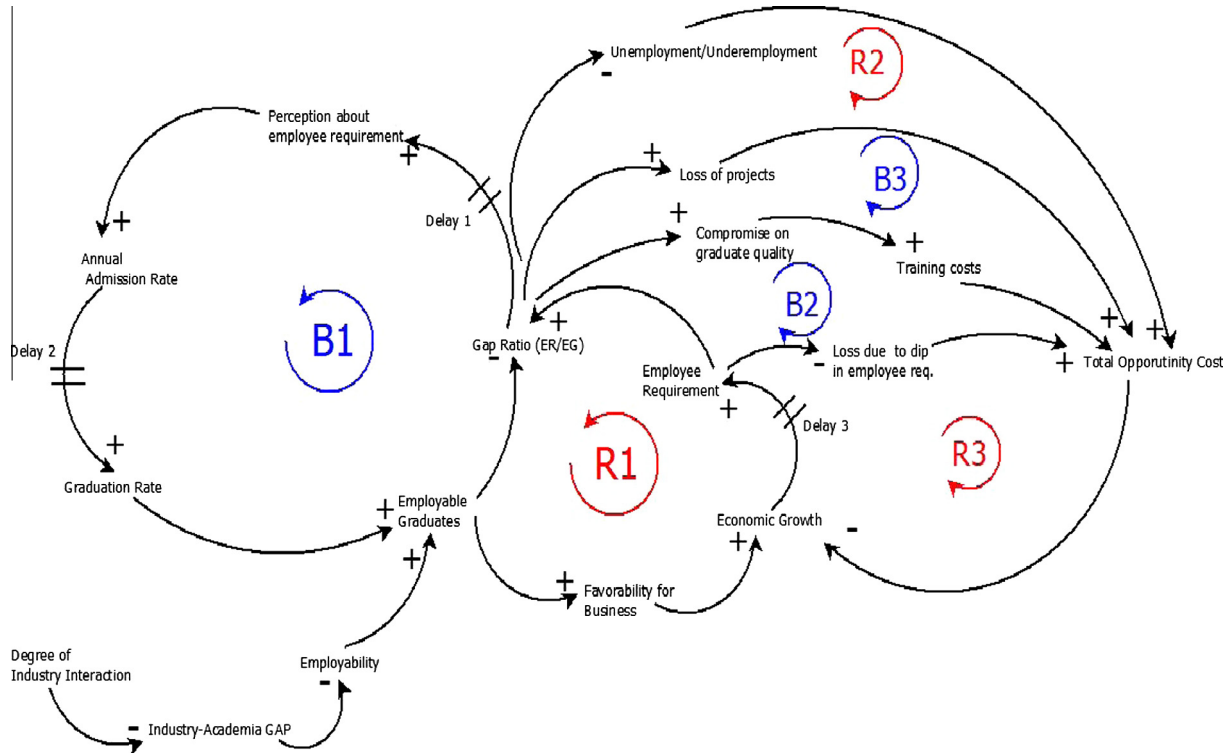 Unemployment/Underemployment
-
R2
Perception about
employee requirement
+
+
Loss of projects
B3
Delay 1
+
Compromise on
graduate quality
+
Training costs
+
Annual
Admission Rate
B1
B2
Delay 2
+
Gap Ratio (ER/EG)
-
Employee
Requirement
+
-
Loss due to dip
in employee req.
+
+
+
Total Opporutinity Cost
Delay 3
R1
R3
+
Graduation Rate
+
Employable
Graduates
+
Economic Growth
-
+
+
Favorability for
Business
Degree of
Industry Interaction
Employability
-
-
Industry-Academia GAP